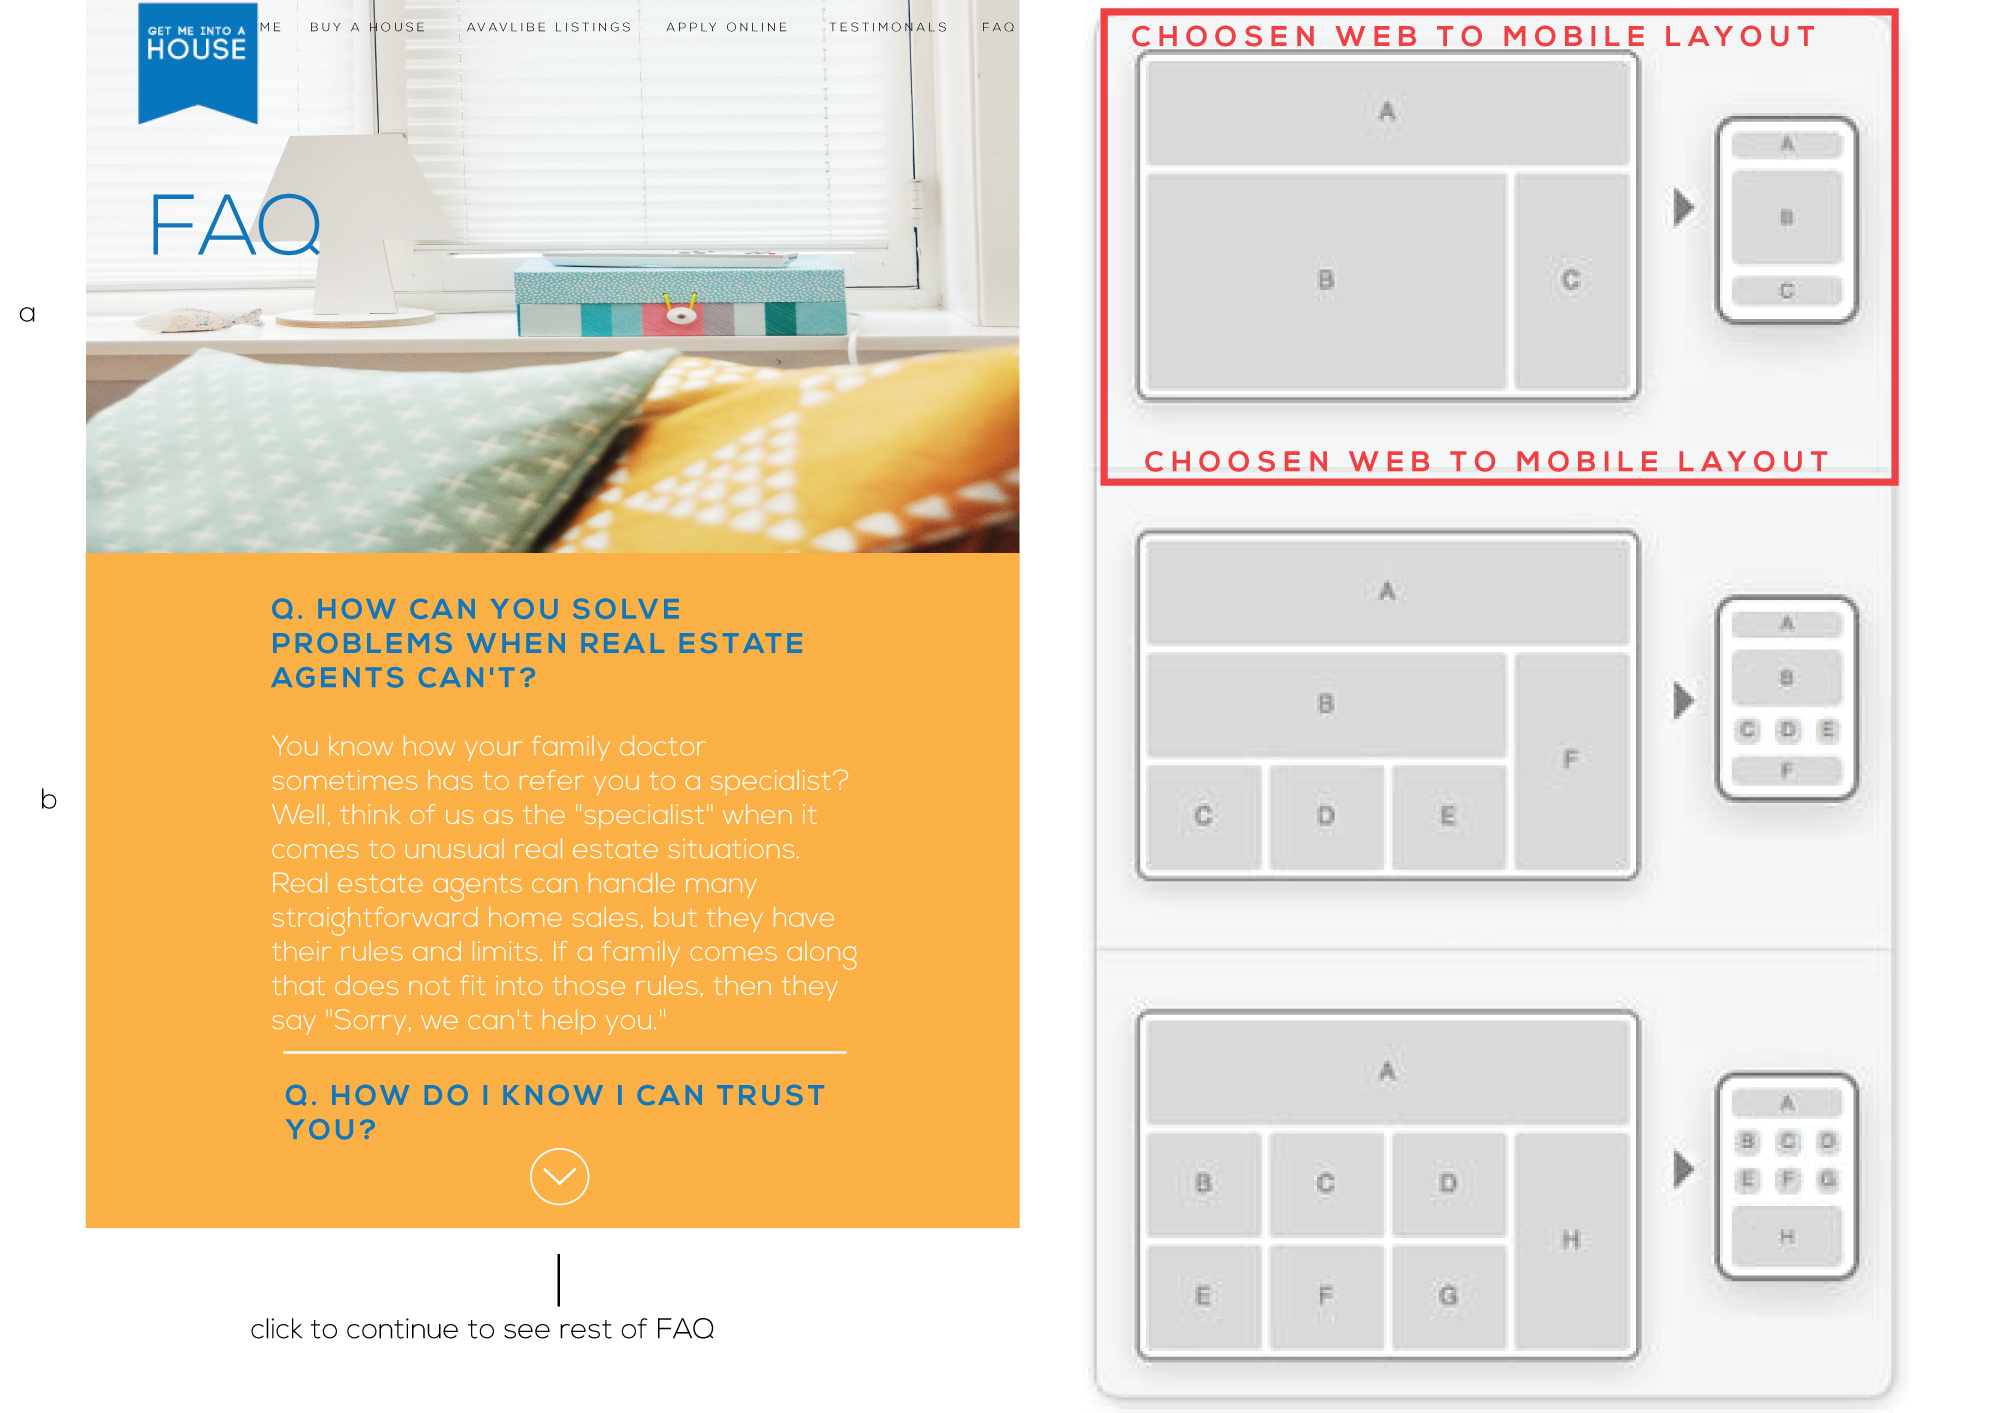 GET ME INTO A
HOUSE
ME BUY A HOUSE AVAVLIBE LISTINGS APPLY ONLINE TESTIMONALS FAQ
FAQ
a
Q. HOW CAN YOU SOLVE
PROBLEMS WHEN REAL ESTATE
AGENTS CAN'T?
You know how your family doctor
sometimes has to refer you to a specialist?
Well, think of us as the "specialist" when it
comes to unusual real estate situations.
Real estate agents can handle many
straightforward home sales, but they have
their rules and limits. If a family comes along
that does not fit into those rules, then they
say "Sorry, we can't help you."
b
Q. HOW DO I KNOW I CAN TRUST
YOU?
click to continue to see rest of FAQ
CHOOSEN WEB TO MOBILE LAYOUT
A
B C
A
B
C
CHOOSEN WEB TO MOBILE LAYOUT
A
B
F
C D E
A
B
C D E
F
A
B C D
H
E F G
A
B C D
E F G
H